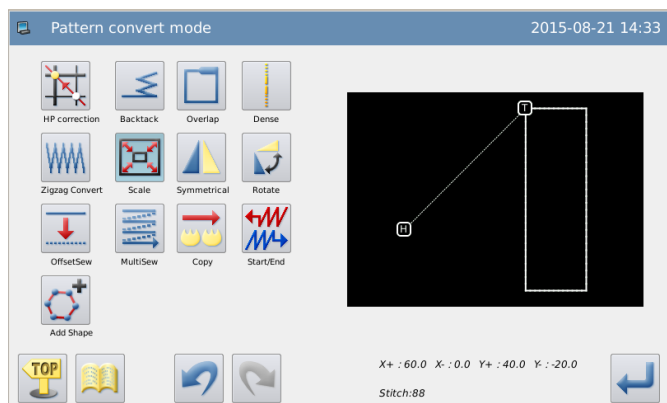 Pattern convert mode 2015-08-21 14:33
HP correction Backtack Overlap Dense
Zigzag Convert Scale Symmetrical Rotate
OffsetSew MultiSew Copy Start/End
Add Shape
T
H
TOP
X+ : 60.0 X- : 0.0 Y+ : 40.0 Y- : -20.0
Stitch:88